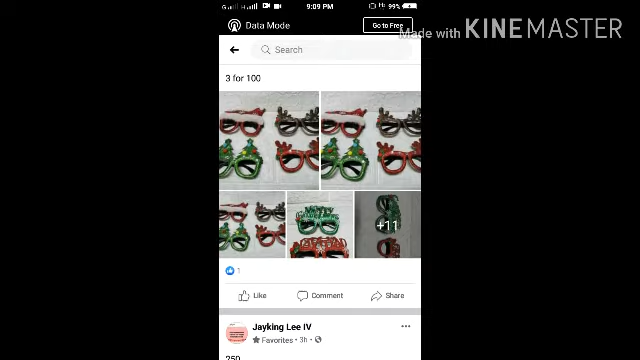 9:09 PM
99%
Data Mode
Go to Free
Made with KINEMASTER
Search
3 for 100
+11
1
Like
Comment
Share
Jayking Lee IV
Favorites • 3h •
250